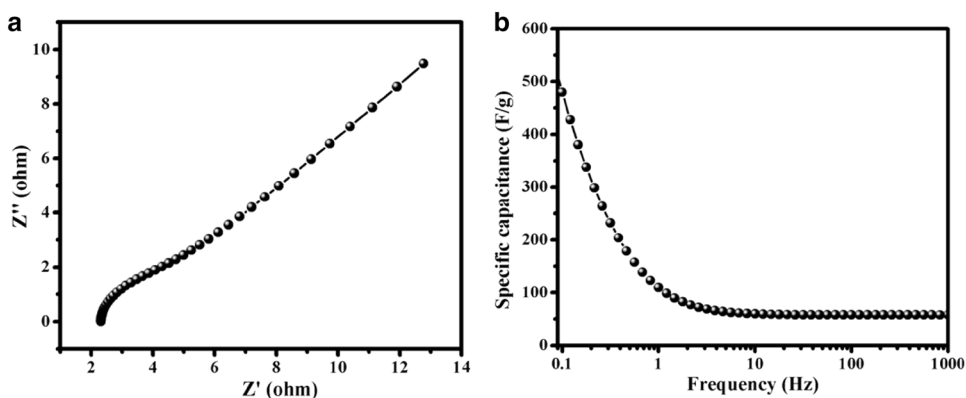 a
Z'' (ohm)
10
8
6
4
2
0
2 4 6 8 10 12 14
Z' (ohm)
b
Specific capacitance (F/g)
600
500
400
300
200
100
0
0.1 1 10 100 1000
Frequency (Hz)